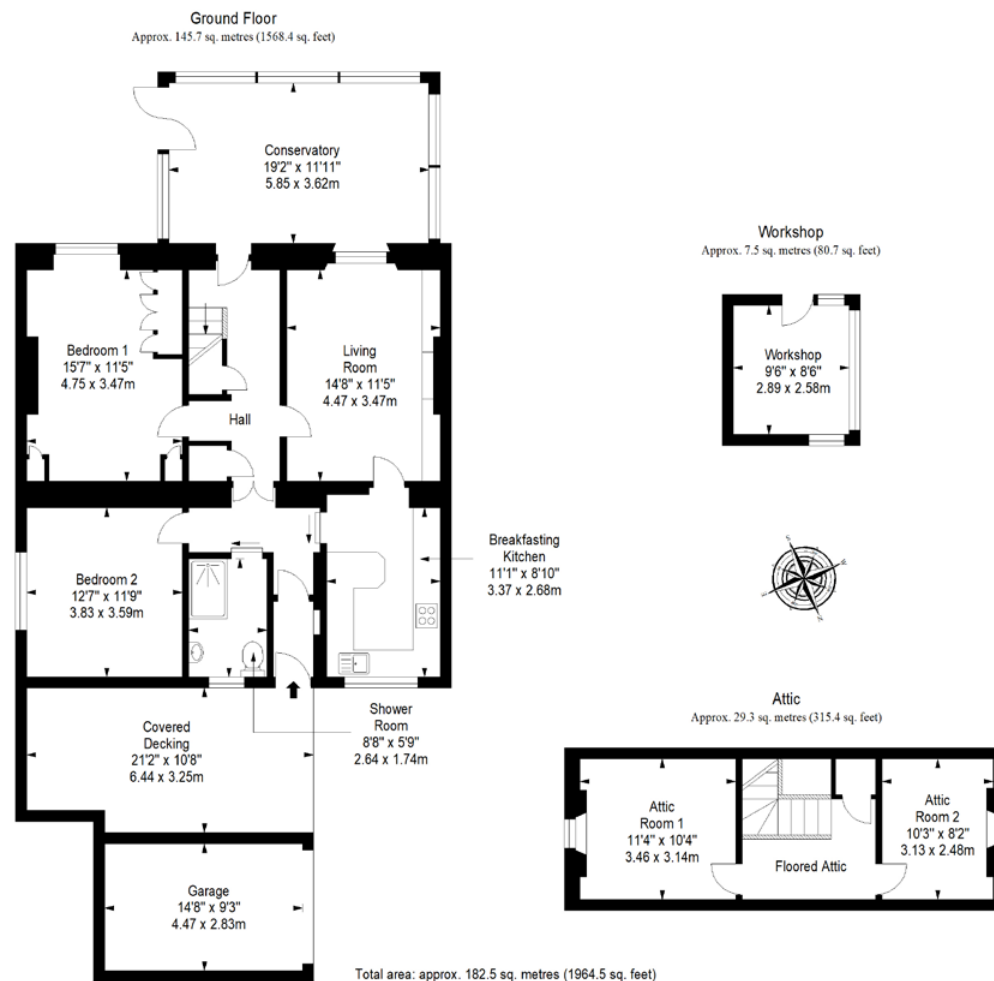 Ground Floor
Approx. 145.7 sq. metres (1568.4 sq. feet)
Conservatory
19'2" x 11'11"
5.85 x 3.62m
Workshop
Approx. 7.5 sq. metres (80.7 sq. feet)
Workshop
9'6" x 8'6"
2.89 x 2.58m
Bedroom 1
15'7" x 11'5"
4.75 x 3.47m
Living
Room
14'8" x 11'5"
4.47 x 3.47m
Hall
Breakfasting
Kitchen
11'1" x 8'10"
3.37 x 2.68m
Bedroom 2
12'7" x 11'9"
3.83 x 3.59m
Shower
Room
8'8" x 5'9"
2.64 x 1.74m
Covered
Decking
21'2" x 10'8"
6.44 x 3.25m
Garage
14'8" x 9'3"
4.47 x 2.83m
N
E
S
W
Attic
Approx. 29.3 sq. metres (315.4 sq. feet)
Attic
Room 1
11'4" x 10'4"
3.46 x 3.14m
Floored Attic
Attic
Room 2
10'3" x 8'2"
3.13 x 2.48m
Total area: approx. 182.5 sq. metres (1964.5 sq. feet)